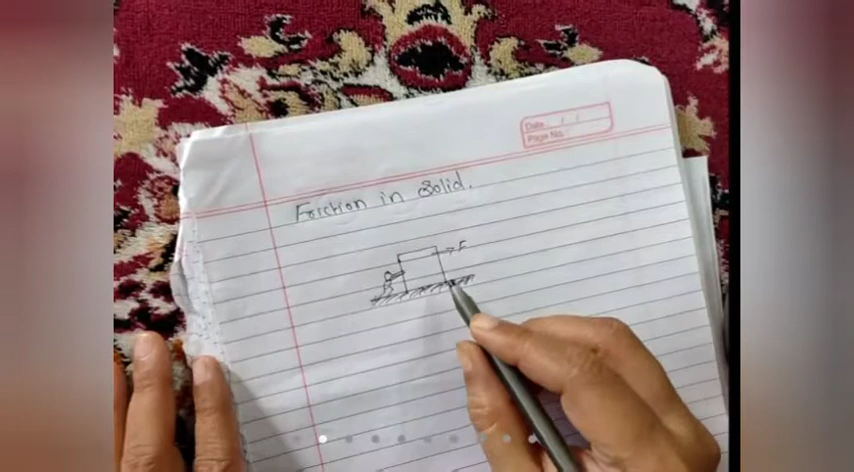 Date / /
Page No.
Friction in Solid.
F